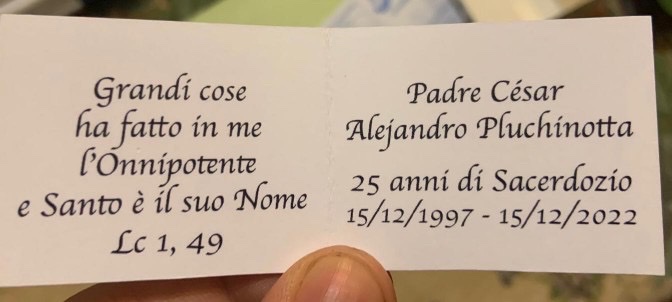 Grandi cose
ha fatto in me
l'Onnipotente
e Santo è il suo Nome
Lc 1, 49
Padre César
Alejandro Pluchinotta
25 anni di Sacerdozio
15/12/1997 - 15/12/2022